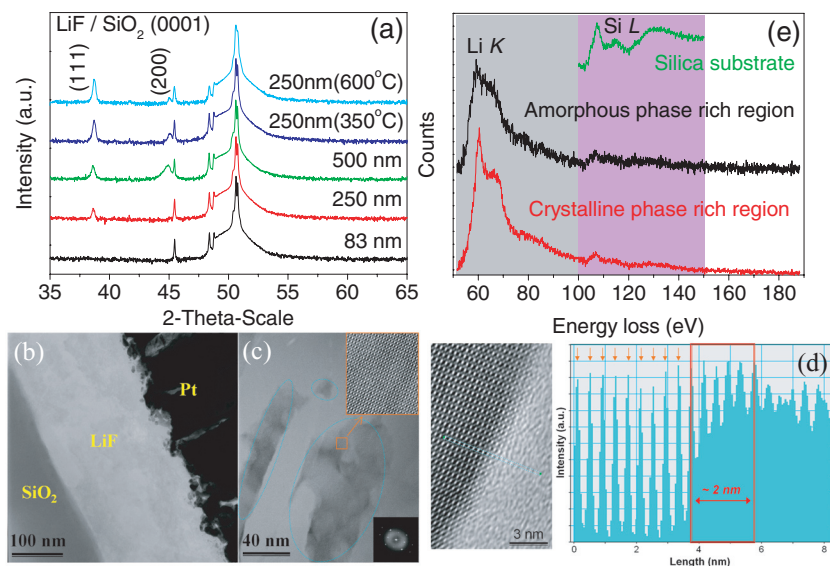 LiF / SiO₂ (0001)
(a)
(111)
(200)
250nm(600°C)
250nm(350°C)
500 nm
250 nm
83 nm
Intensity (a.u.)
35 40 45 50 55 60 65
2-Theta-Scale
(e)
Li K
Si L
Silica substrate
Amorphous phase rich region
Crystalline phase rich region
Counts
60 80 100 120 140 160 180
Energy loss (eV)
(b)
Pt
LiF
SiO₂
100 nm
(c)
40 nm
3 nm
(d)
Intensity (a.u.)
~ 2 nm
0 2 4 6 8
Length (nm)